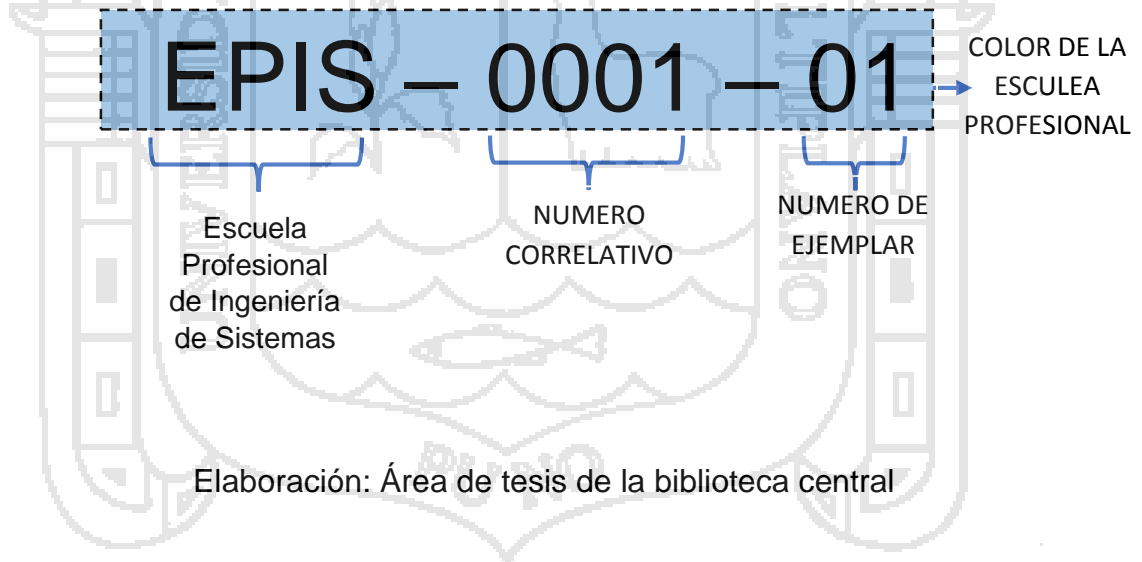 EPIS – 0001 – 01
COLOR DE LA
ESCULEA
PROFESIONAL
Escuela
Profesional
de Ingeniería
de Sistemas
NUMERO
CORRELATIVO
NUMERO DE
EJEMPLAR
Elaboración: Área de tesis de la biblioteca central
PUNO